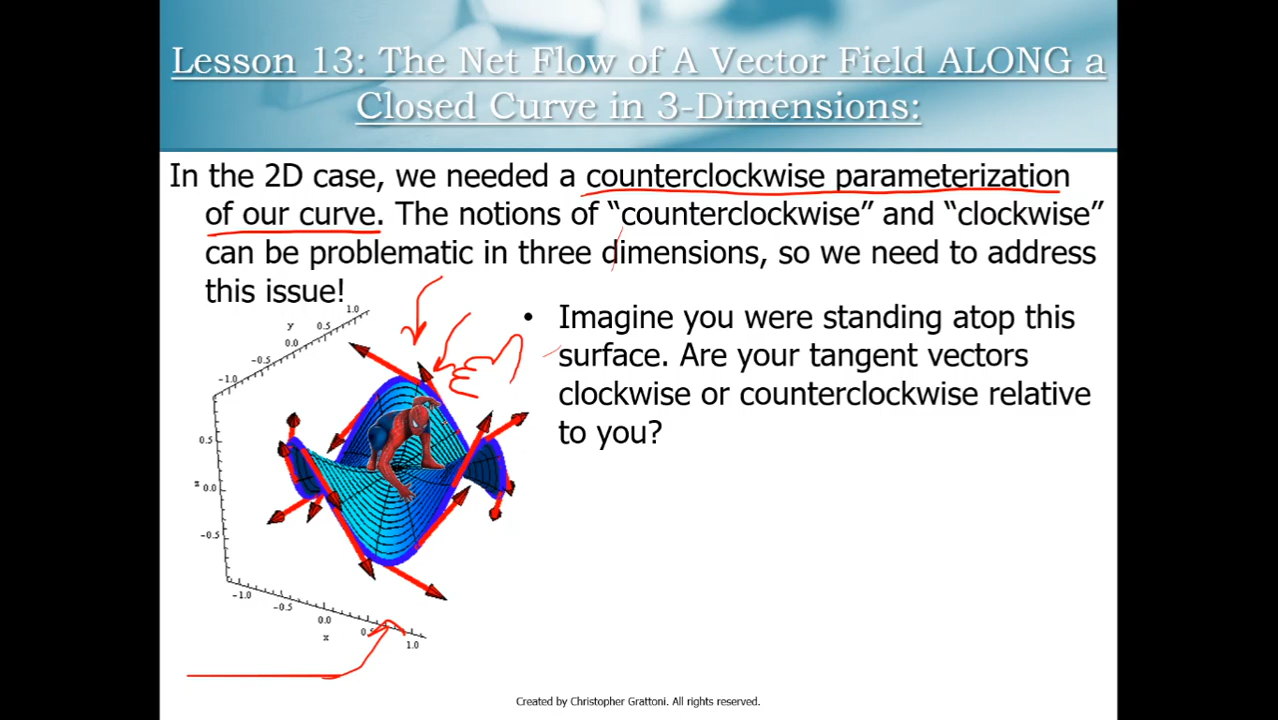 Lesson 13: The Net Flow of A Vector Field ALONG a
Closed Curve in 3-Dimensions:
In the 2D case, we needed a counterclockwise parameterization
of our curve. The notions of “counterclockwise” and “clockwise”
can be problematic in three dimensions, so we need to address
this issue!
• Imagine you were standing atop this
surface. Are your tangent vectors
clockwise or counterclockwise relative
to you?
1.0
y
0.5
0.0
-0.5
-1.0
0.5
z
0.0
-0.5
-1.0
-0.5
0.0
0.5
1.0
x
Created by Christopher Grattoni. All rights reserved.